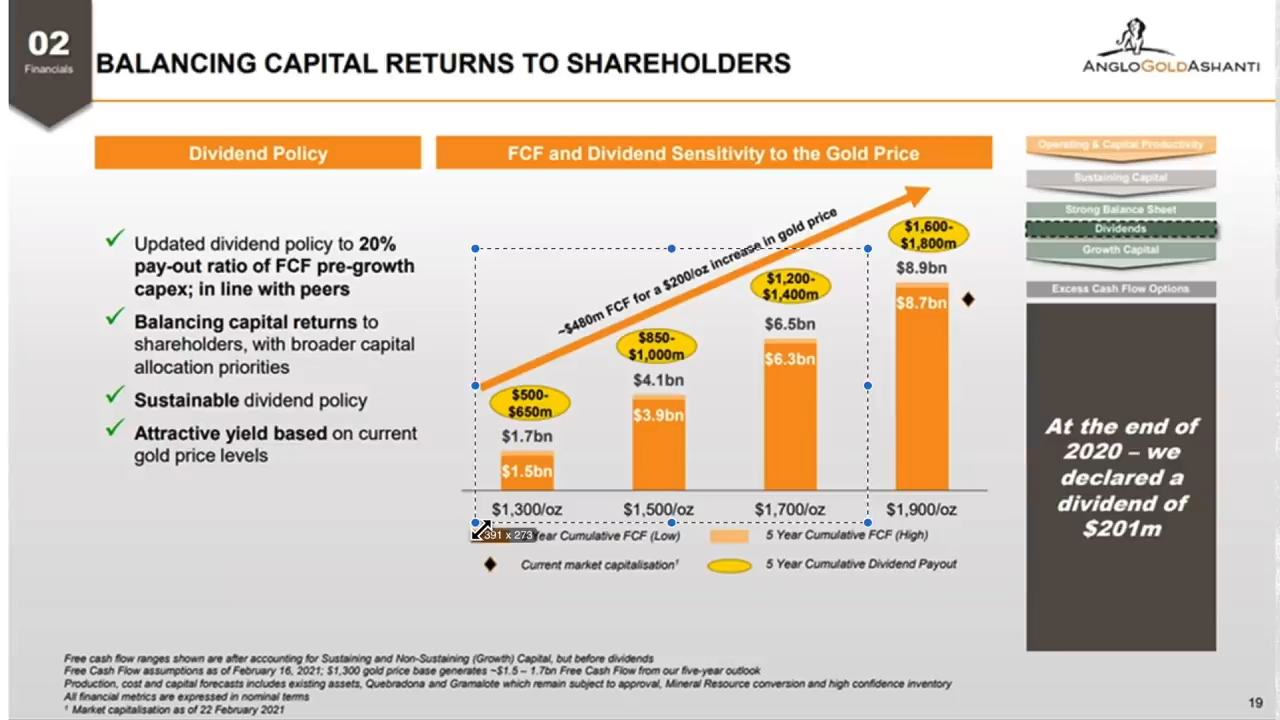 02
Financials
BALANCING CAPITAL RETURNS TO SHAREHOLDERS
ANGLOGOLDASHANTI
Dividend Policy
Updated dividend policy to 20%
pay-out ratio of FCF pre-growth
capex; in line with peers
Balancing capital returns to
shareholders, with broader capital
allocation priorities
Sustainable dividend policy
Attractive yield based on current
gold price levels
FCF and Dividend Sensitivity to the Gold Price
~$480m FCF for a $200/oz increase in gold price
$500-
$650m
$1.7bn
$1.5bn
$850-
$1,000m
$4.1bn
$3.9bn
$1,200-
$1,400m
$6.5bn
$6.3bn
$1,600-
$1,800m
$8.9bn
$8.7bn
$1,300/oz
$1,500/oz
$1,700/oz
$1,900/oz
391 x 273
Year Cumulative FCF (Low)
5 Year Cumulative FCF (High)
Current market capitalisation¹
5 Year Cumulative Dividend Payout
Operating & Capital Productivity
Sustaining Capital
Strong Balance Sheet
Dividends
Growth Capital
Excess Cash Flow Options
At the end of
2020 – we
declared a
dividend of
$201m
Free cash flow ranges shown are after accounting for Sustaining and Non-Sustaining (Growth) Capital, but before dividends
Free Cash Flow assumptions as of February 16, 2021; $1,300 gold price base generates ~$1.5 – 1.7bn Free Cash Flow from our five-year outlook
Production, cost and capital forecasts includes existing assets, Quebradona and Gramalote which remain subject to approval, Mineral Resource conversion and high confidence inventory
All financial metrics are expressed in nominal terms
¹ Market capitalisation as of 22 February 2021
19